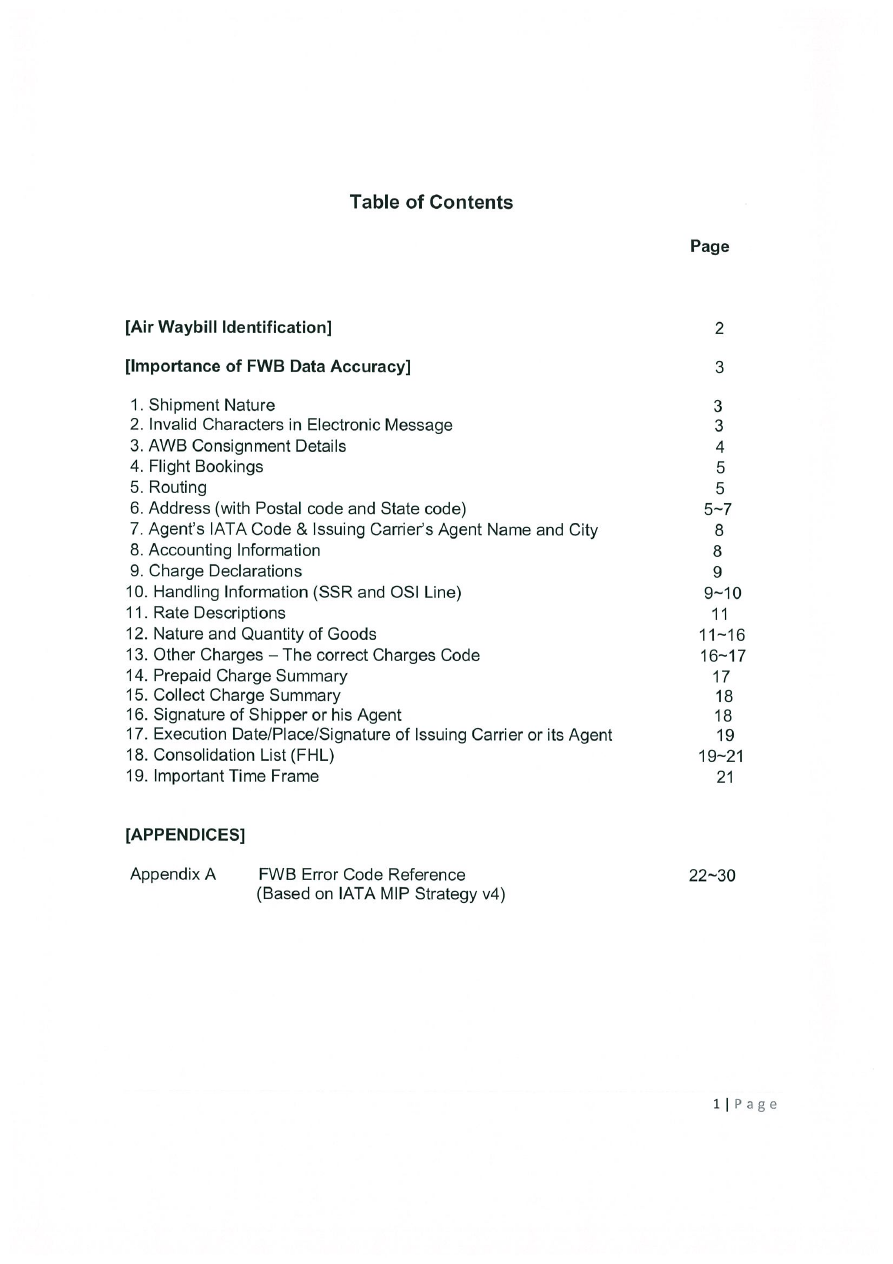 Table of Contents
Page
[Air Waybill Identification] 2
[Importance of FWB Data Accuracy] 3
1. Shipment Nature 3
2. Invalid Characters in Electronic Message 3
3. AWB Consignment Details 4
4. Flight Bookings 5
5. Routing 5
6. Address (with Postal code and State code) 5~7
7. Agent's IATA Code & Issuing Carrier's Agent Name and City 8
8. Accounting Information 8
9. Charge Declarations 9
10. Handling Information (SSR and OSI Line) 9~10
11. Rate Descriptions 11
12. Nature and Quantity of Goods 11~16
13. Other Charges – The correct Charges Code 16~17
14. Prepaid Charge Summary 17
15. Collect Charge Summary 18
16. Signature of Shipper or his Agent 18
17. Execution Date/Place/Signature of Issuing Carrier or its Agent 19
18. Consolidation List (FHL) 19~21
19. Important Time Frame 21
[APPENDICES]
Appendix A FWB Error Code Reference 22~30
(Based on IATA MIP Strategy v4)
1 | Page